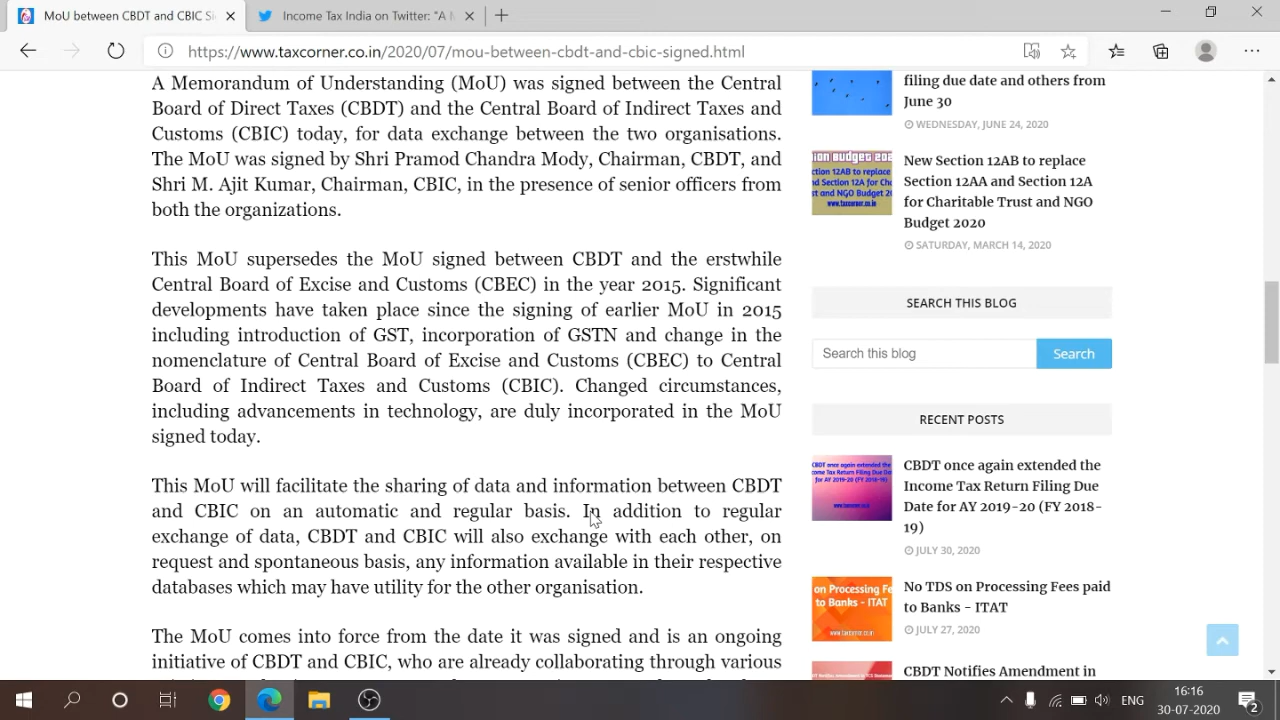 MoU between CBDT and CBIC si
Income Tax India on Twitter: "A M
https://www.taxcorner.co.in/2020/07/mou-between-cbdt-and-cbic-signed.html
A Memorandum of Understanding (MoU) was signed between the Central
Board of Direct Taxes (CBDT) and the Central Board of Indirect Taxes and
Customs (CBIC) today, for data exchange between the two organisations.
The MoU was signed by Shri Pramod Chandra Mody, Chairman, CBDT, and
Shri M. Ajit Kumar, Chairman, CBIC, in the presence of senior officers from
both the organizations.
This MoU supersedes the MoU signed between CBDT and the erstwhile
Central Board of Excise and Customs (CBEC) in the year 2015. Significant
developments have taken place since the signing of earlier MoU in 2015
including introduction of GST, incorporation of GSTN and change in the
nomenclature of Central Board of Excise and Customs (CBEC) to Central
Board of Indirect Taxes and Customs (CBIC). Changed circumstances,
including advancements in technology, are duly incorporated in the MoU
signed today.
The MoU will facilitate the sharing of data and information between CBDT
and CBIC on an automatic and regular basis. In addition to regular
exchange of data, CBDT and CBIC will also exchange with each other, on
request and spontaneous basis, any information available in their respective
databases which may have utility for the other organisation.
The MoU comes into force from the date it was signed and is an ongoing
initiative of CBDT and CBIC, who are already collaborating through various
filing due date and others from
June 30
WEDNESDAY, JUNE 24, 2020
New Section 12AB to replace
Section 12AA and Section 12A
for Charitable Trust and NGO
Budget 2020
SATURDAY, MARCH 14, 2020
SEARCH THIS BLOG
Search this blog
Search
RECENT POSTS
CBDT once again extended the
Income Tax Return Filing Due
Date for AY 2019-20 (FY 2018-
19)
JULY 30, 2020
on Processing Fe
to Banks - ITAT
www.taxcorner.co.in
No TDS on Processing Fees paid
to Banks - ITAT
JULY 27, 2020
CBDT Notifies Amendment in
ENG
16:16
30-07-2020
2